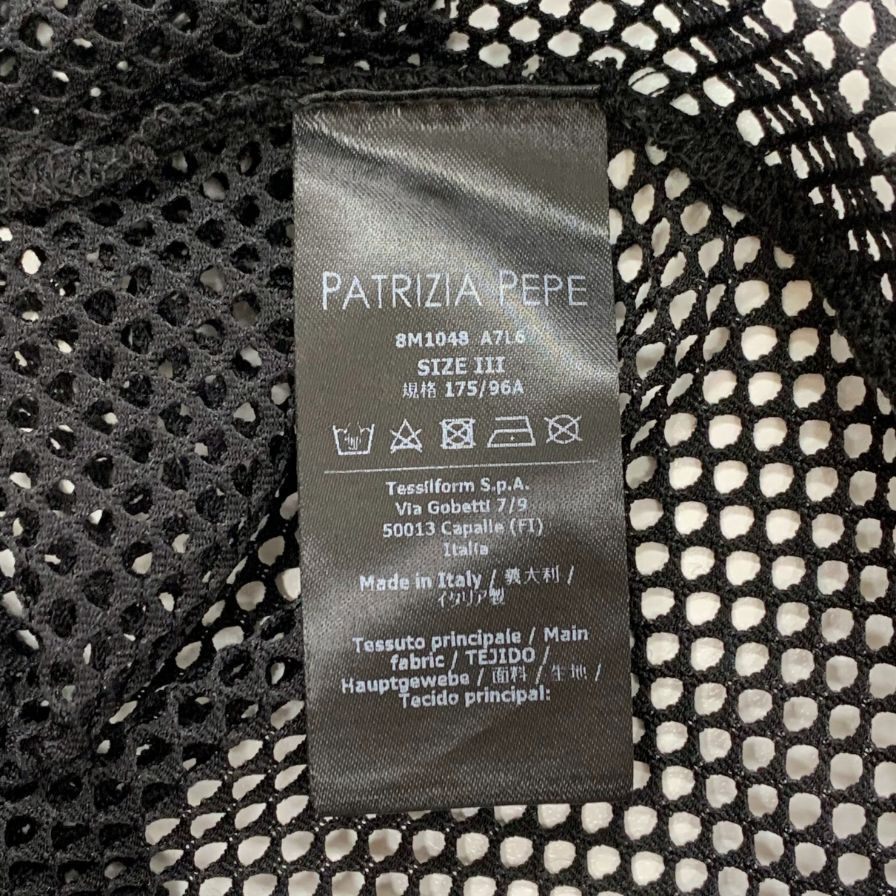 PATRIZIA PEPE
8M1048 A7L6
SIZE III
規格 175/96A
Tessilform S.p.A.
Via Gobetti 7/9
50013 Capalle (FI)
Italia
Made in Italy / 義大利 /
イタリア製
Tessuto principale / Main
fabric / TEJIDO /
Hauptgewebe / 面料 / 生地 /
Tecido principal: